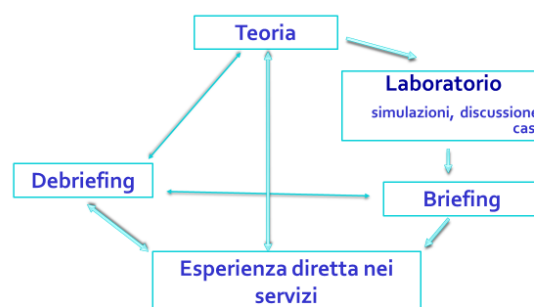 Teoria
Laboratorio
simulazioni, discussione
Debriefing
Briefing
Esperienza diretta nei
servizi